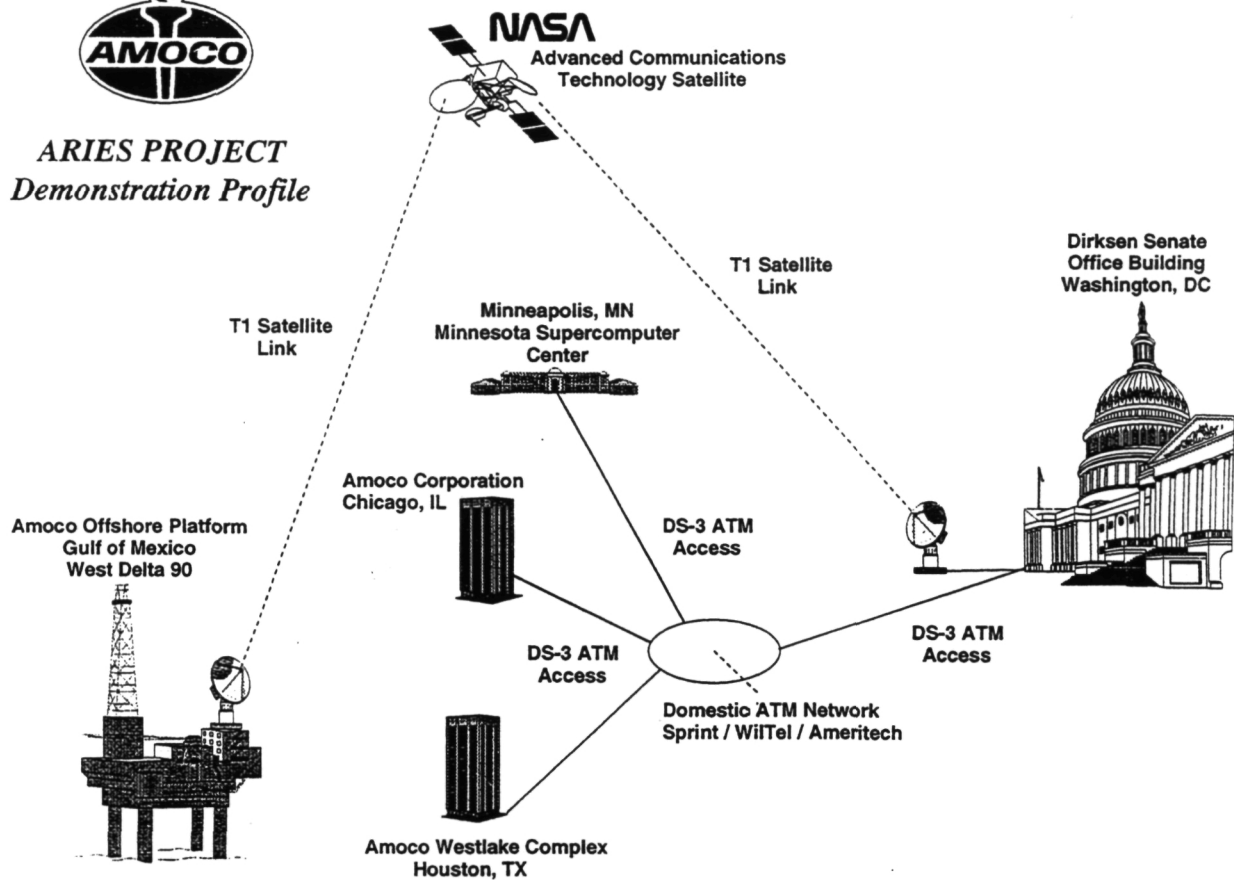 AMOCO
ARIES PROJECT
Demonstration Profile
NASA
Advanced Communications
Technology Satellite
T1 Satellite
Link
T1 Satellite
Link
Dirksen Senate
Office Building
Washington, DC
Minneapolis, MN
Minnesota Supercomputer
Center
Amoco Corporation
Chicago, IL
Amoco Offshore Platform
Gulf of Mexico
West Delta 90
DS-3 ATM
Access
DS-3 ATM
Access
DS-3 ATM
Access
Domestic ATM Network
Sprint / WilTel / Ameritech
Amoco Westlake Complex
Houston, TX